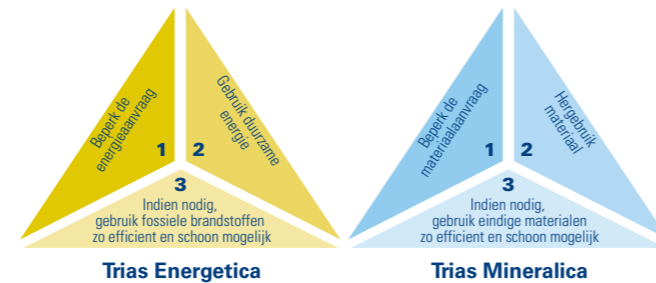 Beperk de
energieaanvraag
1
Gebruik duurzame
energie
2
3
Indien nodig,
gebruik fossiele brandstoffen
zo efficient en schoon mogelijk
Trias Energetica
Beperk de
materiaalaanvraag
1
Hergebruik
materiaal
2
3
Indien nodig,
gebruik eindige materialen
zo efficient en schoon mogelijk
Trias Mineralica